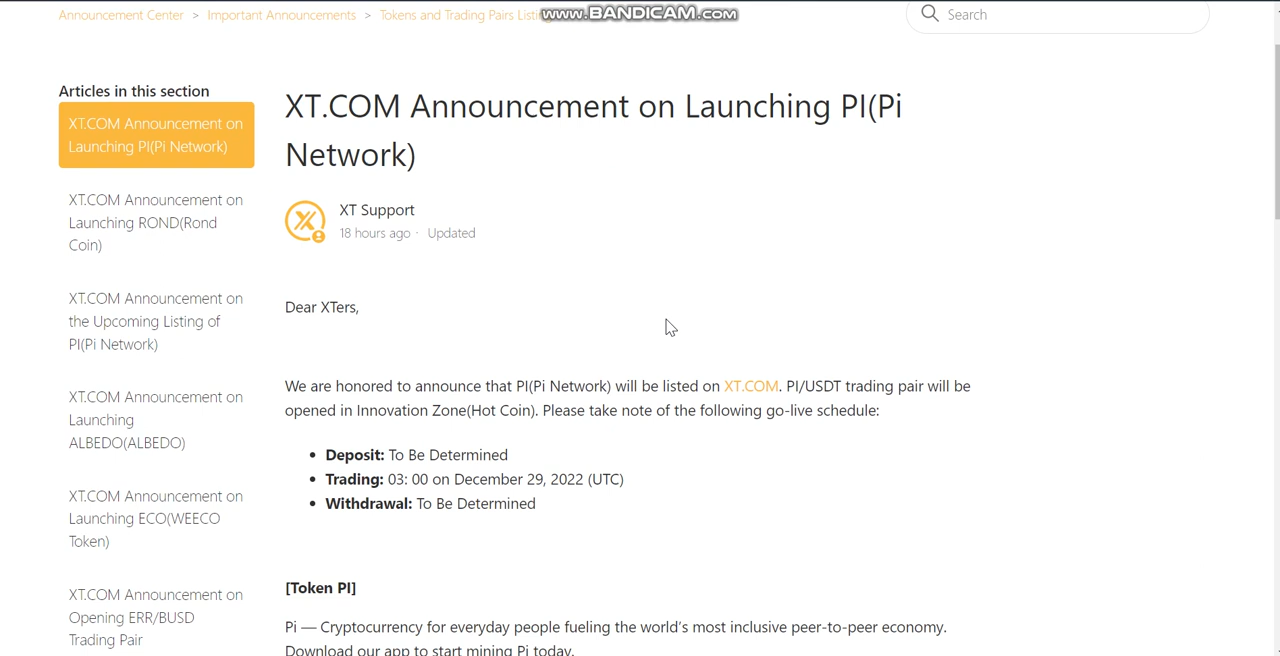 Announcement Center > Important Announcements > Tokens and Trading Pairs Listing
www.BANDICAM.com
Search
Articles in this section
XT.COM Announcement on
Launching PI(Pi Network)
XT.COM Announcement on
Launching ROND(Rond
Coin)
XT.COM Announcement on
the Upcoming Listing of
PI(Pi Network)
XT.COM Announcement on
Launching
ALBEDO(ALBEDO)
XT.COM Announcement on
Launching ECO(WEECO
Token)
XT.COM Announcement on
Opening ERR/BUSD
Trading Pair
XT.COM Announcement on Launching PI(Pi
Network)
XT Support
18 hours ago · Updated
Dear XTers,
We are honored to announce that PI(Pi Network) will be listed on XT.COM. PI/USDT trading pair will be
opened in Innovation Zone(Hot Coin). Please take note of the following go-live schedule:
• Deposit: To Be Determined
• Trading: 03: 00 on December 29, 2022 (UTC)
• Withdrawal: To Be Determined
[Token PI]
Pi — Cryptocurrency for everyday people fueling the world’s most inclusive peer-to-peer economy.
Download our app to start mining Pi today.